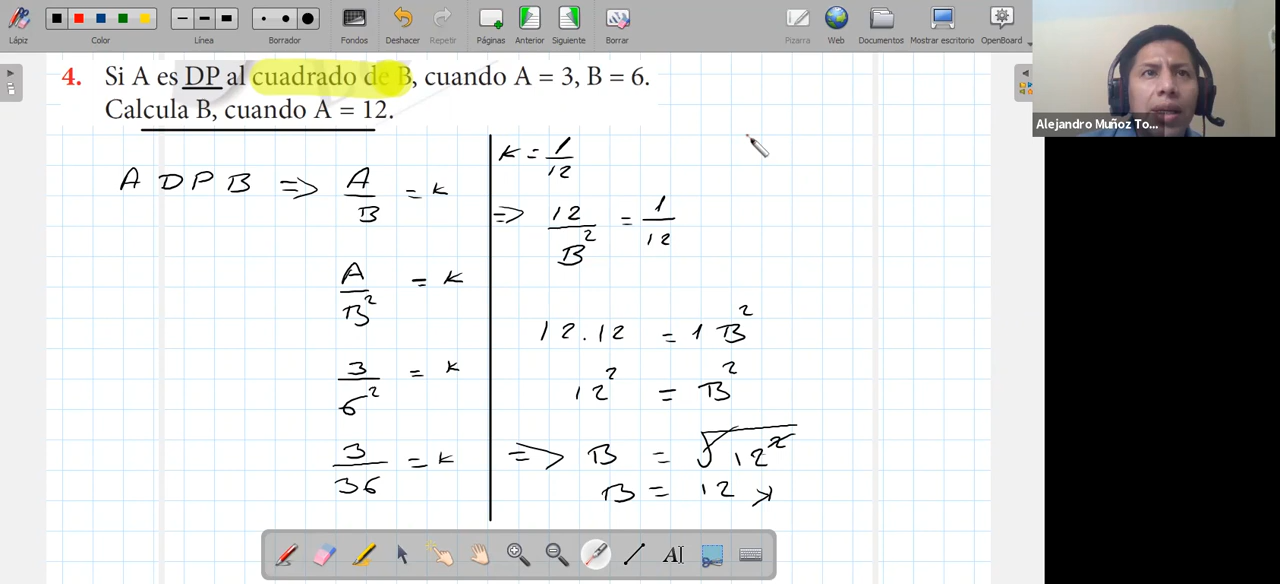 Lápiz Color Línea Borrador Fondos Deshacer Repetir Páginas Anterior Siguiente Borrar Pizarra Web Documentos Mostrar escritorio OpenBoard
Alejandro Muñoz To...
4. Si A es DP al cuadrado de B, cuando A = 3, B = 6.
Calcula B, cuando A = 12.
A D P B => A/B = k
A/B² = k
3/6² = k
3/36 = k
k = 1/12
=> 12/B² = 1/12
12.12 = 1 B²
12² = B²
=> B = √12²
B = 12
A